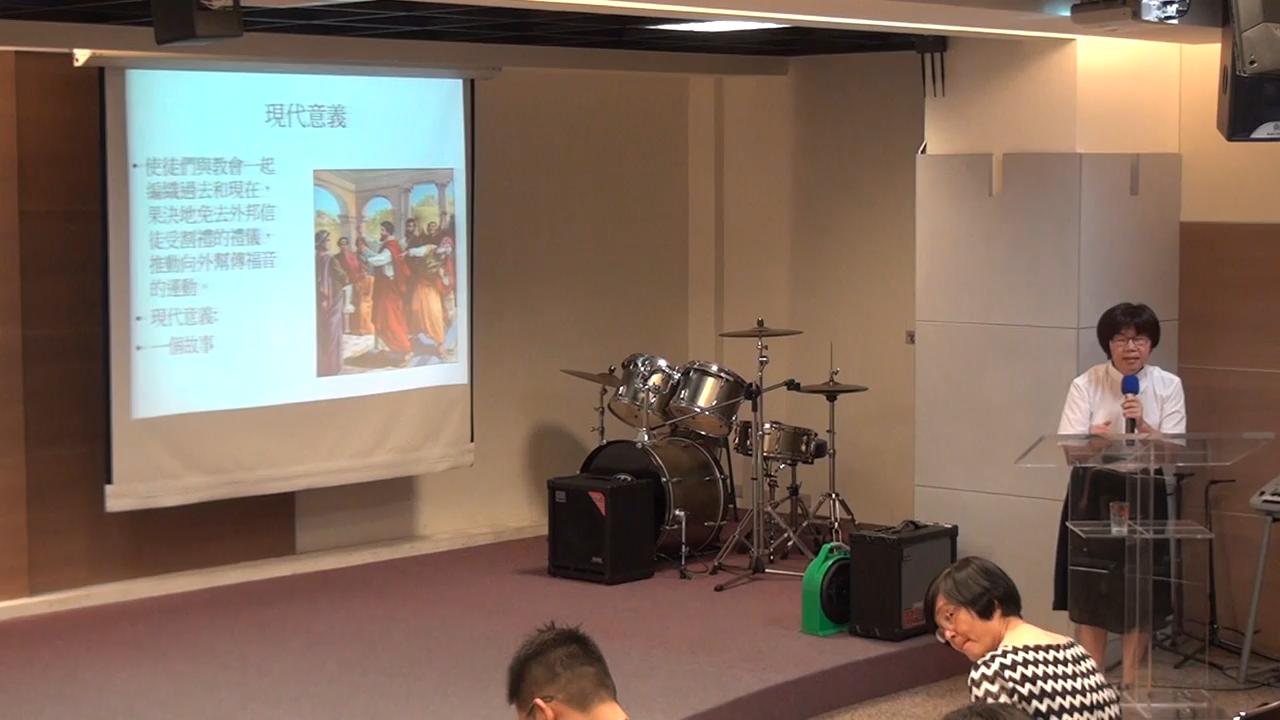 現代意義
• 使徒們與教會一起
編織過去和現在，
果決地免去外邦信
徒受割禮的禮儀，
推動向外幫傳福音
的運動。
• 現代意義:
• 一個故事